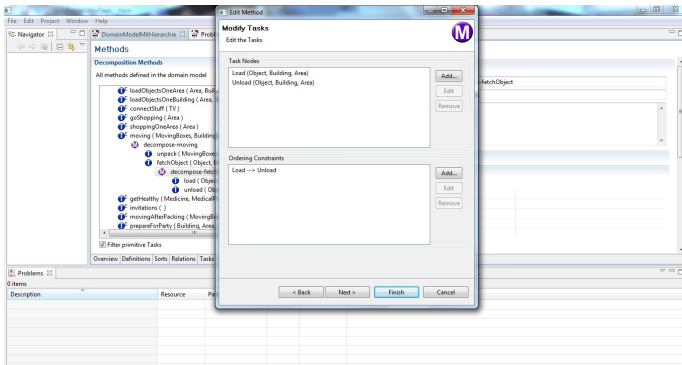 File Edit Project Window Help
Navigator
DomainModelMitHierarchie
Methods
Decomposition Methods
All methods defined in the domain model
loadObjectsOneArea ( Area, Buil
loadObjectsOneBuilding ( Area,
connectStuff ( TV )
goShopping ( )
shoppingOneArea ( Area )
moving ( MovingBoxes, Building
decompose-moving
unpack ( MovingBoxe
fetchObject ( Object, B
decompose-fetch
load ( Objec
unload ( Ob
getHealthy ( Medicine, MedicalF
invitations ( )
movingAfterPacking ( MovingB
prepareForParty ( Building, Area,
Filter primitive Tasks
Overview Definitions Sorts Relations Tasks
Edit Method
Modify Tasks
Edit the Tasks
M
Task Nodes
Load (Object, Building, Area)
Unload (Object, Building, Area)
Add...
Edit
Remove
Ordering Constraints
Load --> Unload
Add...
Edit
Remove
< Back Next > Finish Cancel
-fetchObject
Problems
0 items
Description Resource Pa